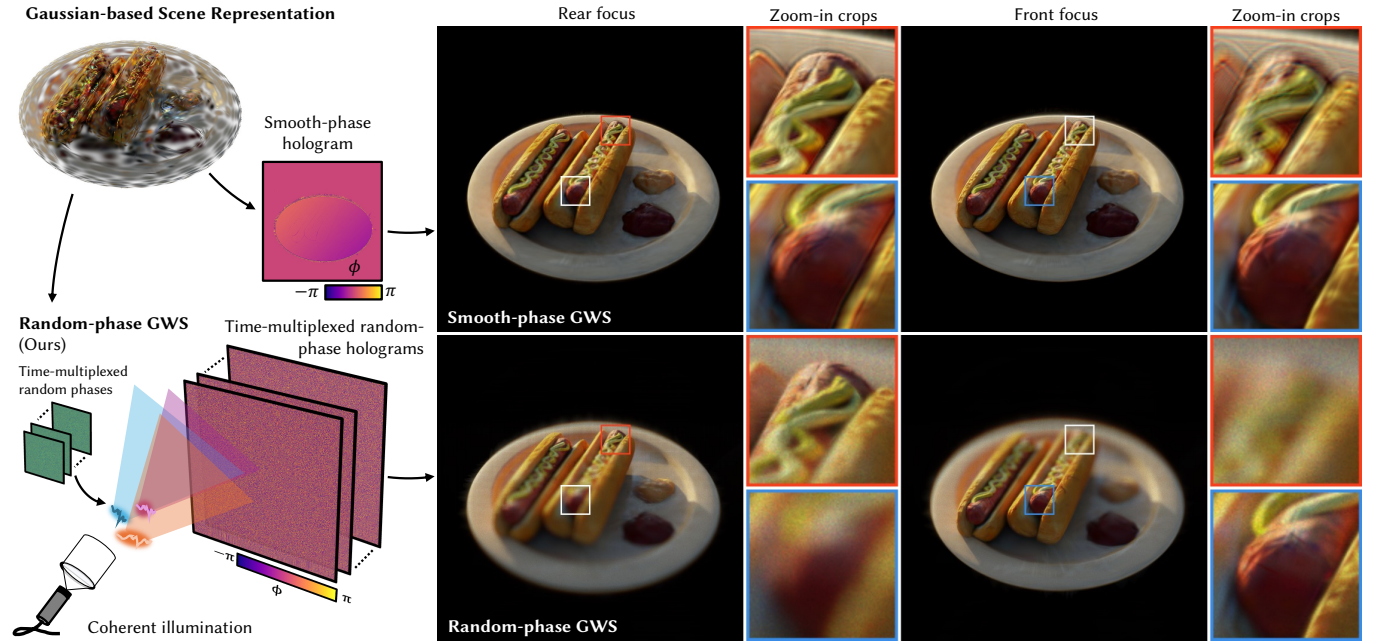 Gaussian-based Scene Representation
Rear focus
Zoom-in crops
Front focus
Zoom-in crops
Smooth-phase
hologram
ϕ
−π
π
Smooth-phase GWS
Random-phase GWS
(Ours)
Time-multiplexed random-
phase holograms
Time-multiplexed
random phases
−π
ϕ
π
Coherent illumination
Random-phase GWS